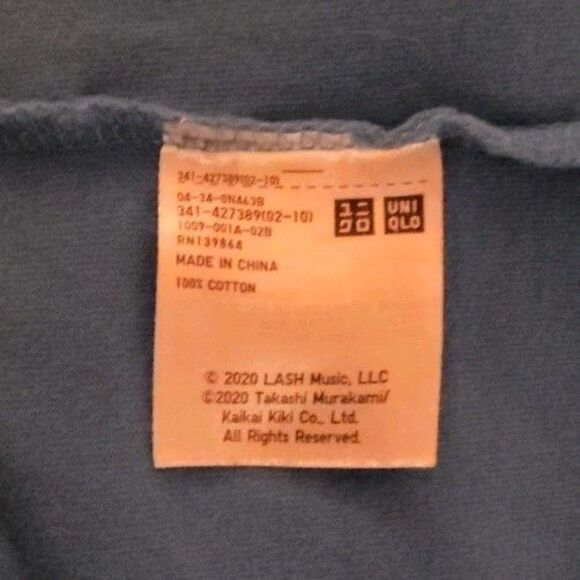 341-427389(02-10)
04-34-8NA63B
341-427389(02-10)
1009-001A-02B
RN139864
MADE IN CHINA
100% COTTON
ユニ
クロ
UNI
QLO
© 2020 LASH Music, LLC
©2020 Takashi Murakami/
Kaikai Kiki Co., Ltd.
All Rights Reserved.